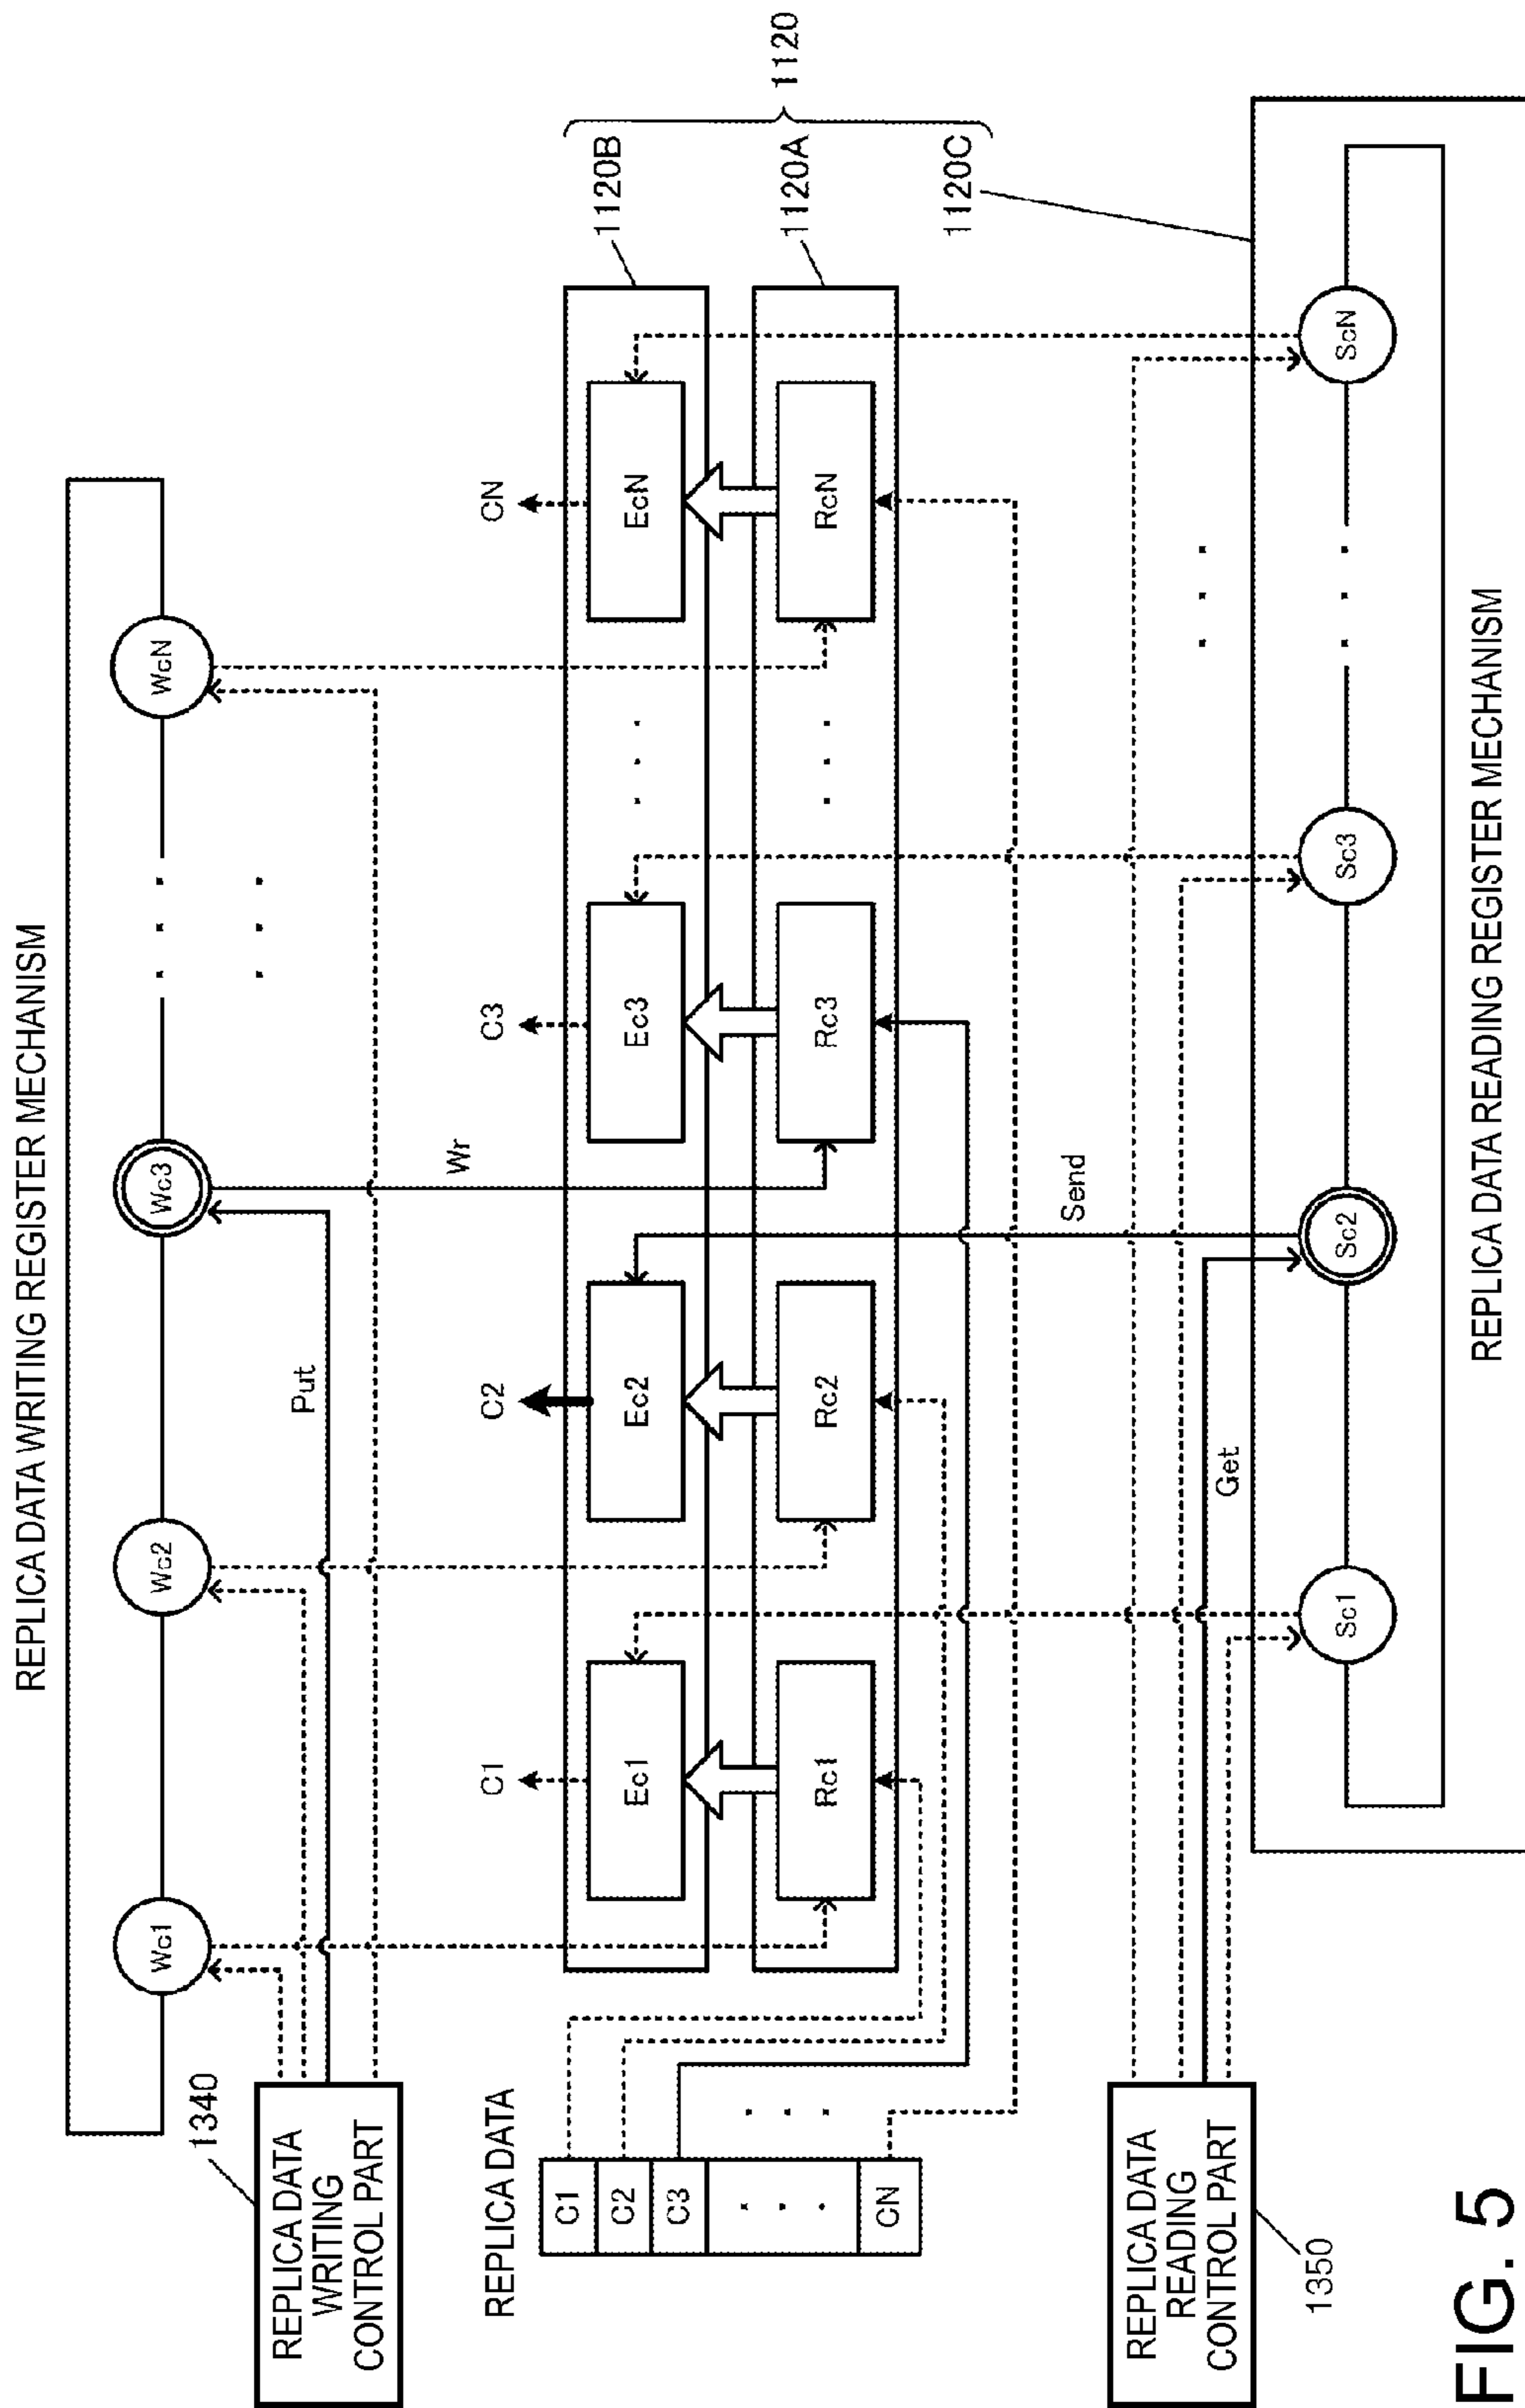 REPLICA DATA WRITING REGISTER MECHANISM
Wc1
Wc2
Wc3
WcN
. . .
. . .
1340
REPLICA DATA
WRITING
CONTROL PART
Put
Wr
REPLICA DATA
C1
C2
C3
. . .
CN
. . .
C1
C2
C3
CN
Ec1
Ec2
Ec3
. . .
EcN
1120B
Rc1
Rc2
Rc3
. . .
RcN
1120A
1120
1120C
Send
Get
REPLICA DATA
READING
CONTROL PART
1350
. . .
Sc1
Sc2
Sc3
. . .
ScN
REPLICA DATA READING REGISTER MECHANISM
FIG. 5